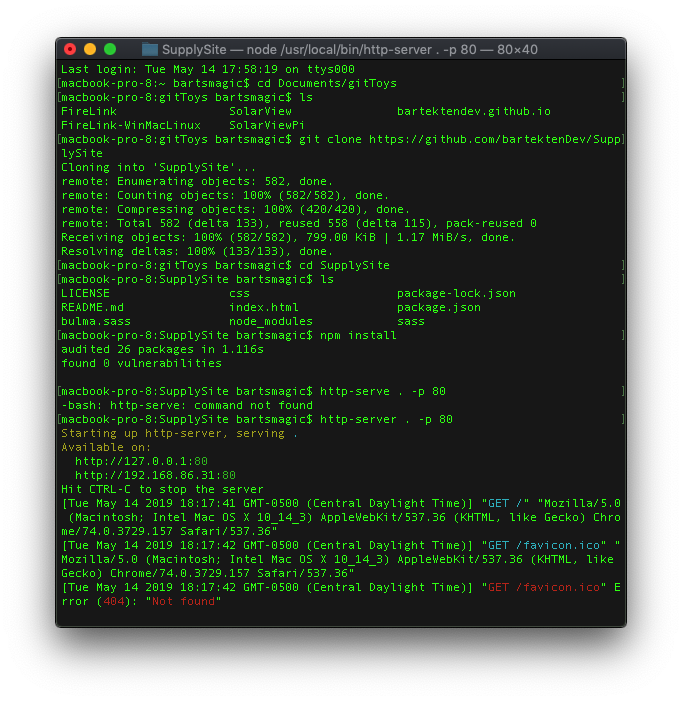 SupplySite — node /usr/local/bin/http-server . -p 80 — 80×40
Last login: Tue May 14 17:58:19 on ttys000
[macbook-pro-8:~ bartsmagic$ cd Documents/gitToys ]
[macbook-pro-8:gitToys bartsmagic$ ls ]
FireLink SolarView bartektendev.github.io
FireLink-WinMacLinux SolarViewPi
[macbook-pro-8:gitToys bartsmagic$ git clone https://github.com/bartektenDev/Supp]
lySite
Cloning into 'SupplySite'...
remote: Enumerating objects: 582, done.
remote: Counting objects: 100% (582/582), done.
remote: Compressing objects: 100% (420/420), done.
remote: Total 582 (delta 133), reused 558 (delta 115), pack-reused 0
Receiving objects: 100% (582/582), 799.00 KiB | 1.17 MiB/s, done.
Resolving deltas: 100% (133/133), done.
[macbook-pro-8:gitToys bartsmagic$ cd SupplySite ]
[macbook-pro-8:SupplySite bartsmagic$ ls ]
LICENSE css package-lock.json
README.md index.html package.json
bulma.sass node_modules sass
[macbook-pro-8:SupplySite bartsmagic$ npm install ]
audited 26 packages in 1.116s
found 0 vulnerabilities
[macbook-pro-8:SupplySite bartsmagic$ http-serve . -p 80 ]
-bash: http-serve: command not found
[macbook-pro-8:SupplySite bartsmagic$ http-server . -p 80 ]
Starting up http-server, serving .
Available on:
http://127.0.0.1:80
http://192.168.86.31:80
Hit CTRL-C to stop the server
[Tue May 14 2019 18:17:41 GMT-0500 (Central Daylight Time)] "GET /" "Mozilla/5.0
(Macintosh; Intel Mac OS X 10_14_3) AppleWebKit/537.36 (KHTML, like Gecko) Chro
me/74.0.3729.157 Safari/537.36"
[Tue May 14 2019 18:17:42 GMT-0500 (Central Daylight Time)] "GET /favicon.ico" "
Mozilla/5.0 (Macintosh; Intel Mac OS X 10_14_3) AppleWebKit/537.36 (KHTML, like
Gecko) Chrome/74.0.3729.157 Safari/537.36"
[Tue May 14 2019 18:17:42 GMT-0500 (Central Daylight Time)] "GET /favicon.ico" E
rror (404): "Not found"